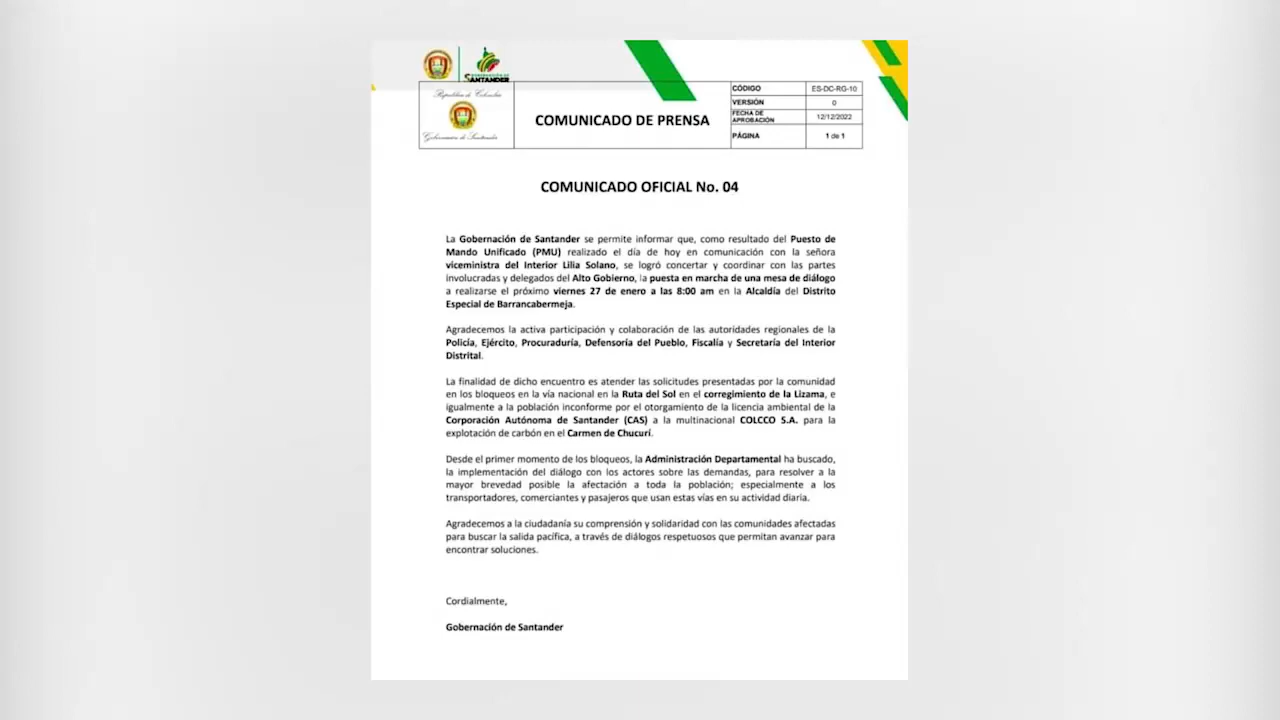 GOBERNACIÓN DE
SANTANDER
República de Colombia
Gobernación de Santander
COMUNICADO DE PRENSA
CÓDIGO ES-DC-RG-10
VERSIÓN 0
FECHA DE APROBACIÓN 12/12/2022
PÁGINA 1 de 1
COMUNICADO OFICIAL No. 04
La Gobernación de Santander se permite informar que, como resultado del Puesto de
Mando Unificado (PMU) realizado el día de hoy en comunicación con la señora
viceministra del Interior Lilia Solano, se logró concertar y coordinar con las partes
involucradas y delegados del Alto Gobierno, la puesta en marcha de una mesa de diálogo
a realizarse el próximo viernes 27 de enero a las 8:00 am en la Alcaldía del Distrito
Especial de Barrancabermeja.
Agradecemos la activa participación y colaboración de las autoridades regionales de la
Policía, Ejército, Procuraduría, Defensoría del Pueblo, Fiscalía y Secretaría del Interior
Distrital.
La finalidad de dicho encuentro es atender las solicitudes presentadas por la comunidad
en los bloqueos en la vía nacional en la Ruta del Sol en el corregimiento de la Lizama, e
igualmente a la población inconforme por el otorgamiento de la licencia ambiental de la
Corporación Autónoma de Santander (CAS) a la multinacional COLCCO S.A. para la
explotación de carbón en el Carmen de Chucurí.
Desde el primer momento de los bloqueos, la Administración Departamental ha buscado,
la implementación del diálogo con los actores sobre las demandas, para resolver a la
mayor brevedad posible la afectación a toda la población; especialmente a los
transportadores, comerciantes y pasajeros que usan estas vías en su actividad diaria.
Agradecemos a la ciudadanía su comprensión y solidaridad con las comunidades afectadas
para buscar la salida pacífica, a través de diálogos respetuosos que permitan avanzar para
encontrar soluciones.
Cordialmente,
Gobernación de Santander